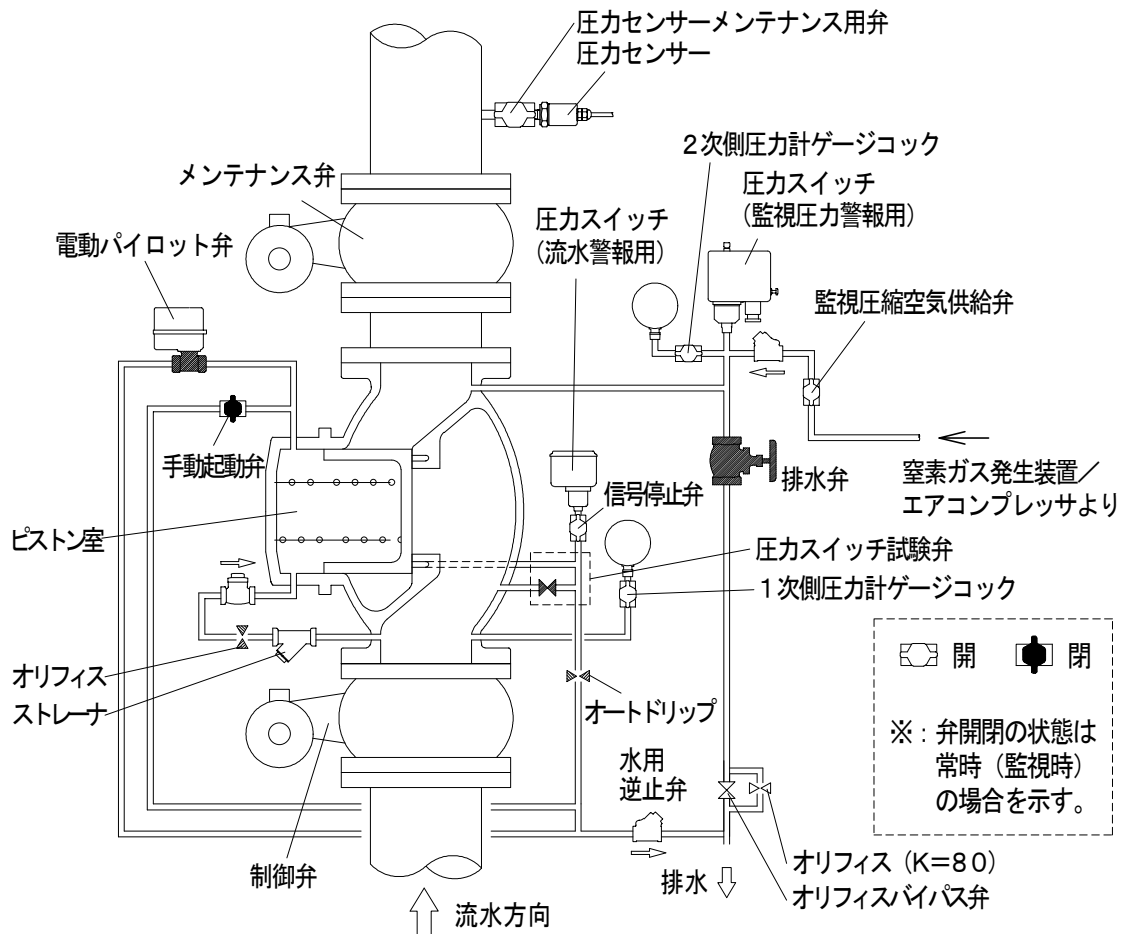 圧力センサーメンテナンス用弁
圧力センサー
2次側圧力計ゲージコック
メンテナンス弁
圧力スイッチ
（監視圧力警報用）
圧力スイッチ
（流水警報用）
電動パイロット弁
監視圧縮空気供給弁
手動起動弁
排水弁
窒素ガス発生装置／
エアコンプレッサより
信号停止弁
ピストン室
圧力スイッチ試験弁
1次側圧力計ゲージコック
開
閉
オリフィス
ストレーナ
オートドリップ
※：弁開閉の状態は
常時（監視時）
の場合を示す。
水用
逆止弁
制御弁
排水
オリフィス（K＝80）
オリフィスバイパス弁
流水方向